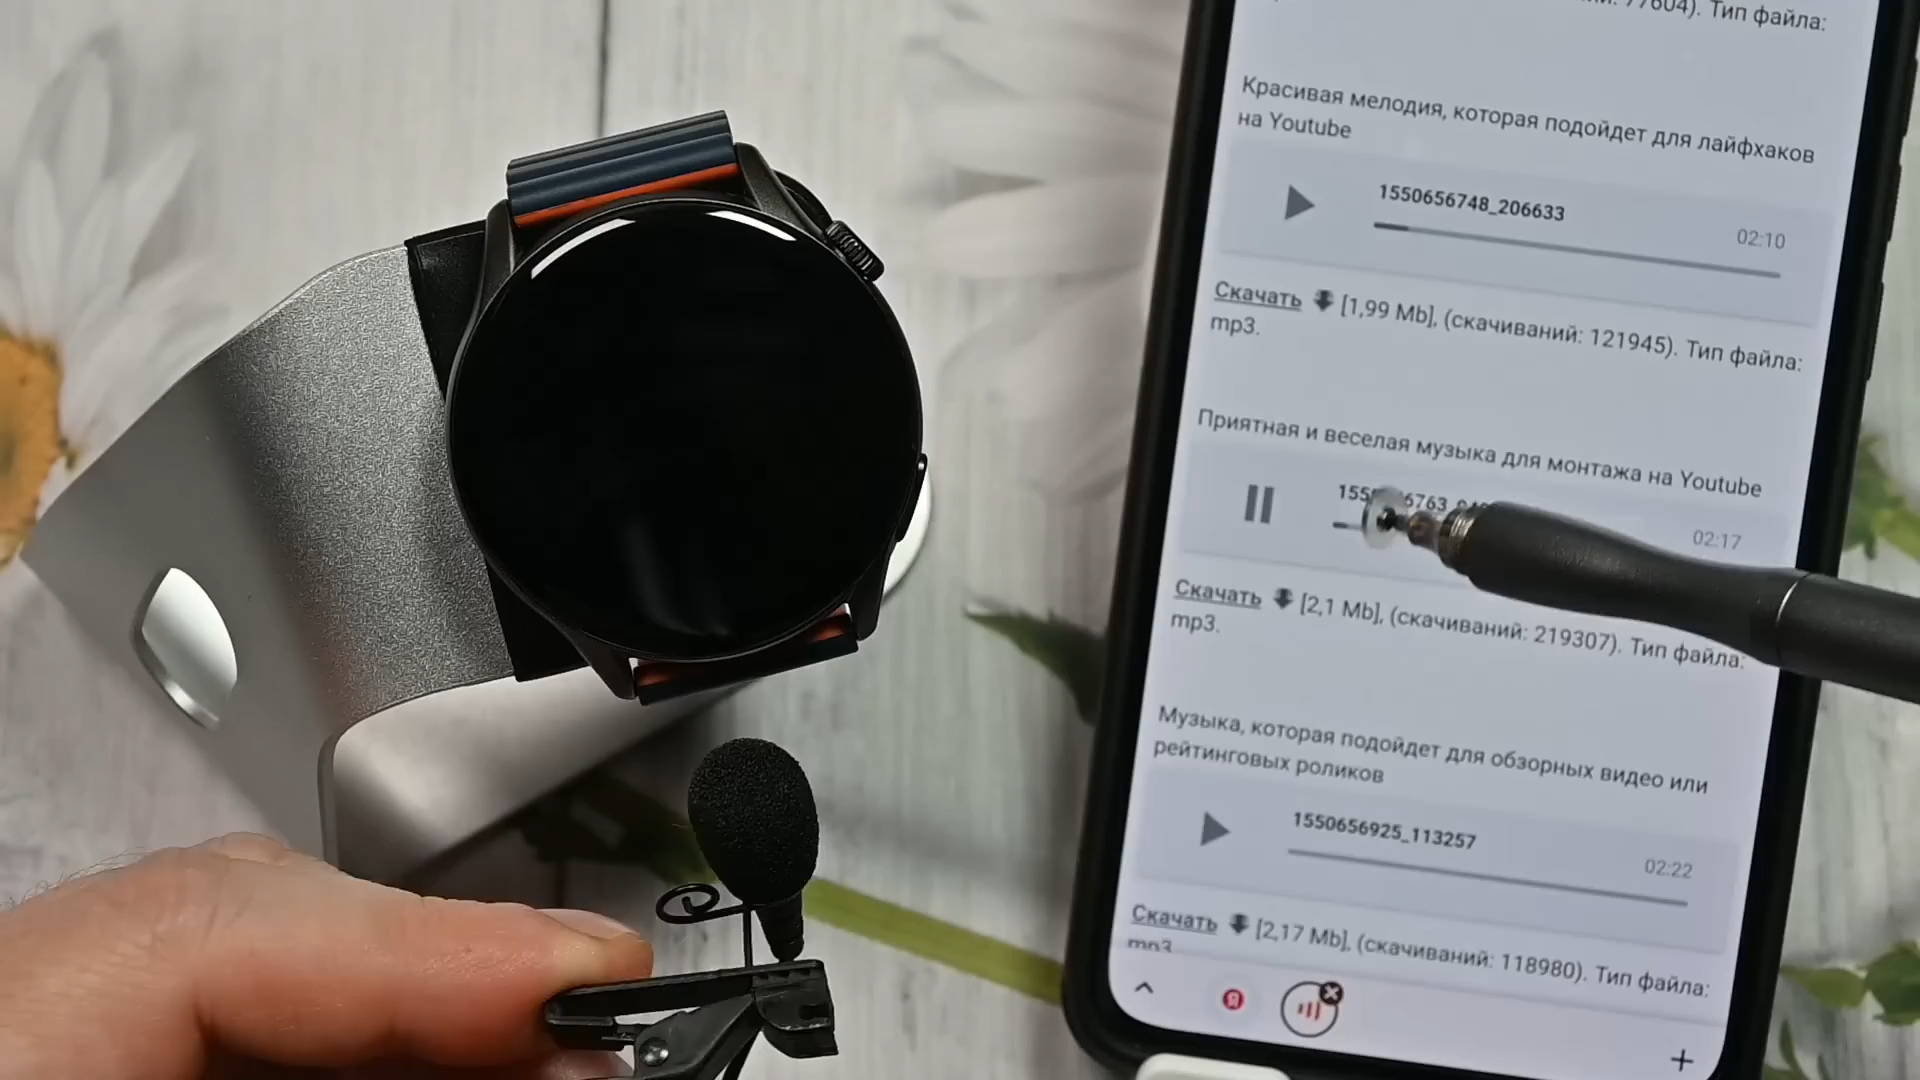 77604). Тип файла:
Красивая мелодия, которая подойдет для лайфхаков
на Youtube
1550656748_206633
02:10
Скачать [1,99 Mb], (скачиваний: 121945). Тип файла:
mp3.
Приятная и веселая музыка для монтажа на Youtube
02:17
Скачать [2,1 Mb], (скачиваний: 219307). Тип файла:
mp3.
Музыка, которая подойдет для обзорных видео или
рейтинговых роликов
1550656925_113257
02:22
Скачать [2,17 Mb], (скачиваний: 118980). Тип файла:
mp3
Я